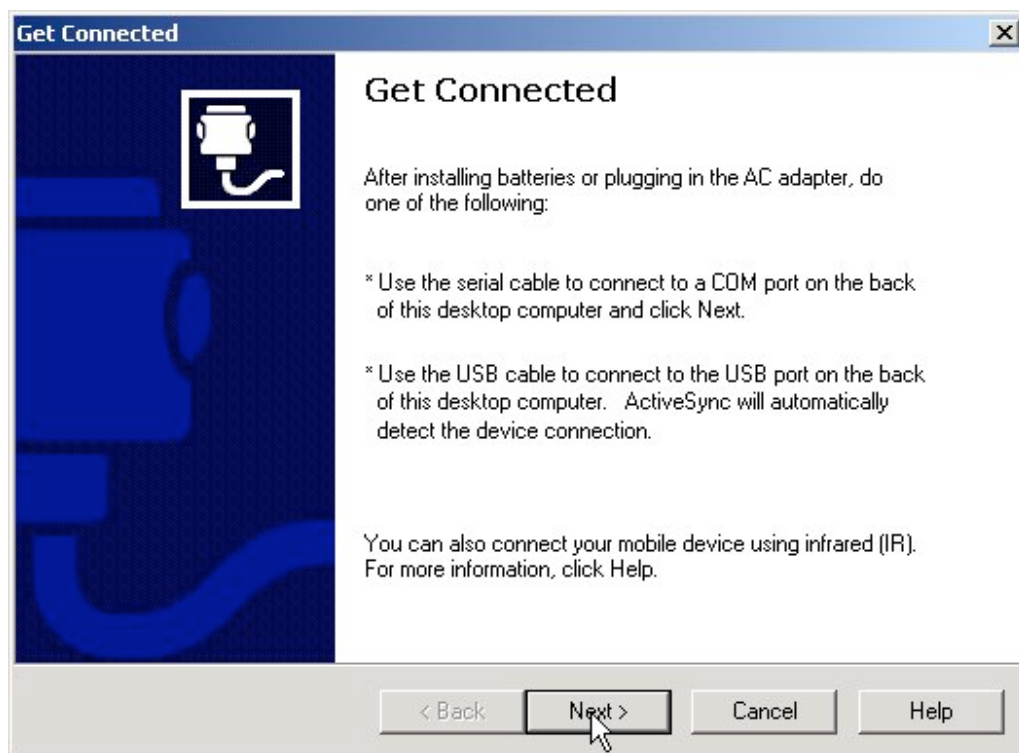 Get Connected
Get Connected
After installing batteries or plugging in the AC adapter, do
one of the following:
* Use the serial cable to connect to a COM port on the back
of this desktop computer and click Next.
* Use the USB cable to connect to the USB port on the back
of this desktop computer. ActiveSync will automatically
detect the device connection.
You can also connect your mobile device using infrared (IR).
For more information, click Help.
< Back Next > Cancel Help